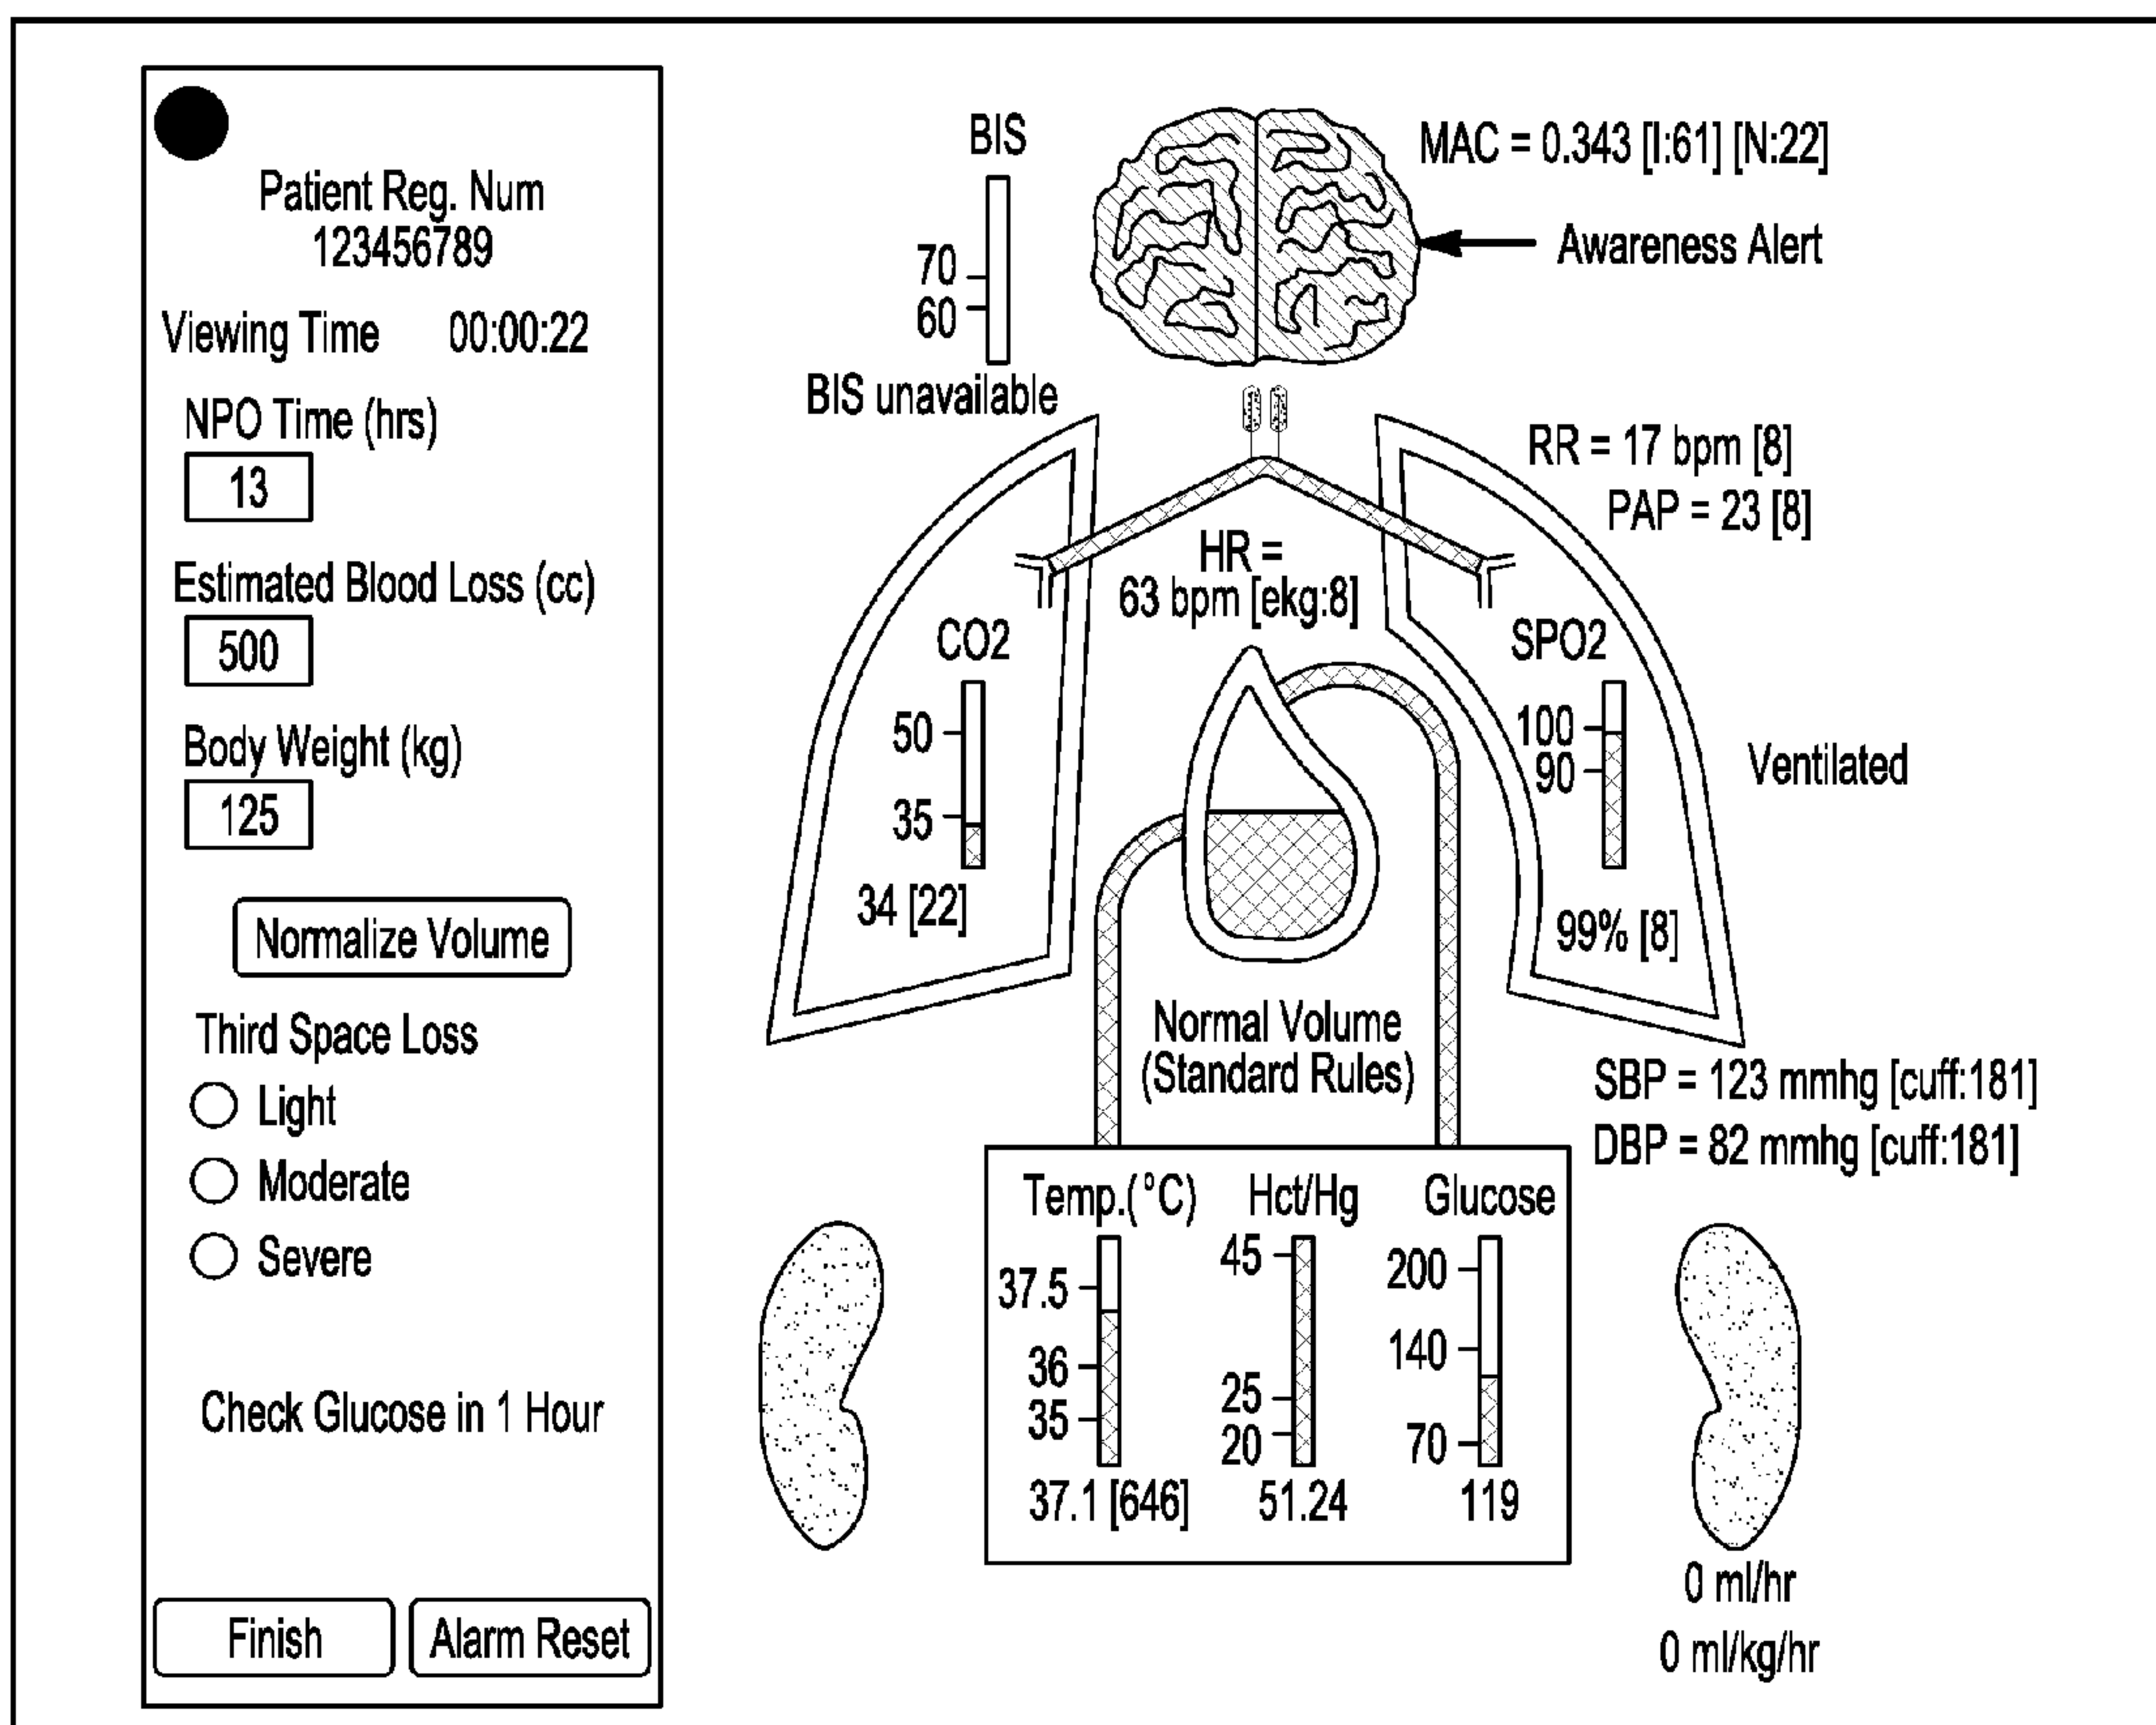 Patient Reg. Num
123456789
Viewing Time 00:00:22
NPO Time (hrs)
13
Estimated Blood Loss (cc)
500
Body Weight (kg)
125
Normalize Volume
Third Space Loss
Light
Moderate
Severe
Check Glucose in 1 Hour
Finish
Alarm Reset
BIS
70
60
BIS unavailable
MAC = 0.343 [I:61] [N:22]
Awareness Alert
RR = 17 bpm [8]
PAP = 23 [8]
HR =
63 bpm [ekg:8]
CO2
50
35
34 [22]
SPO2
100
90
99% [8]
Ventilated
Normal Volume
(Standard Rules)
SBP = 123 mmhg [cuff:181]
DBP = 82 mmhg [cuff:181]
Temp.(°C)
37.5
36
35
37.1 [646]
Hct/Hg
45
25
20
51.24
Glucose
200
140
70
119
0 ml/hr
0 ml/kg/hr